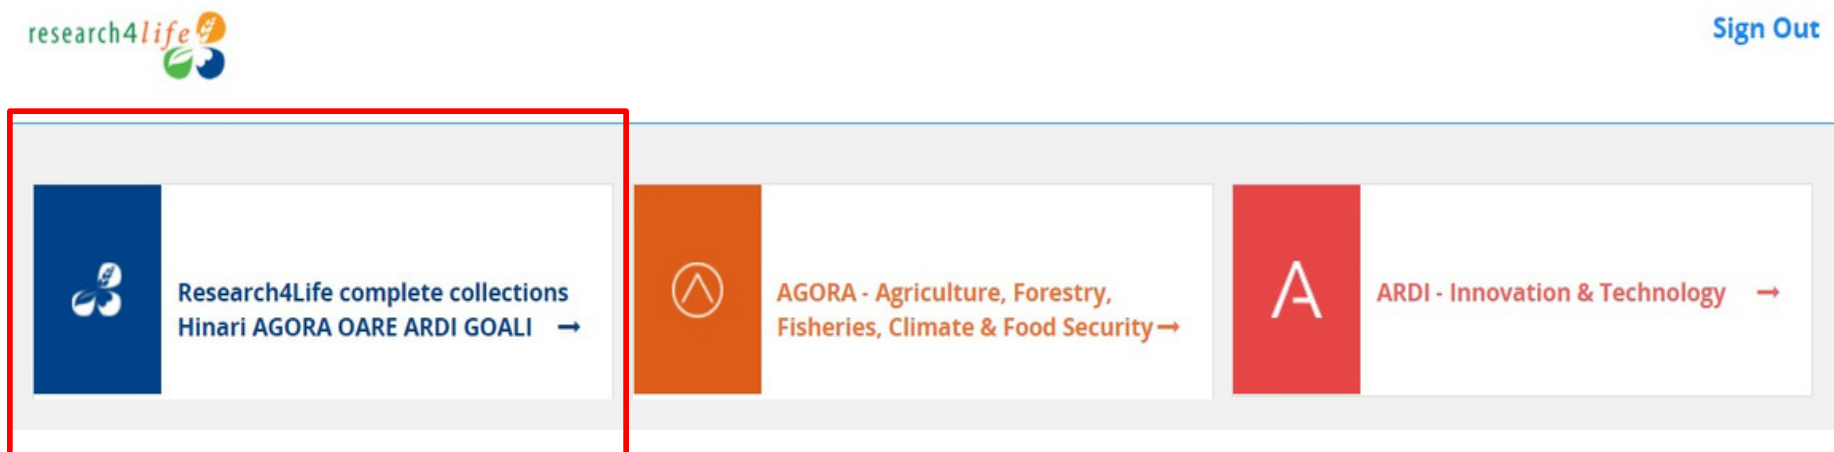 research4life
Sign Out
Research4Life complete collections
Hinari AGORA OARE ARDI GOALI →
AGORA - Agriculture, Forestry,
Fisheries, Climate & Food Security →
A
ARDI - Innovation & Technology →